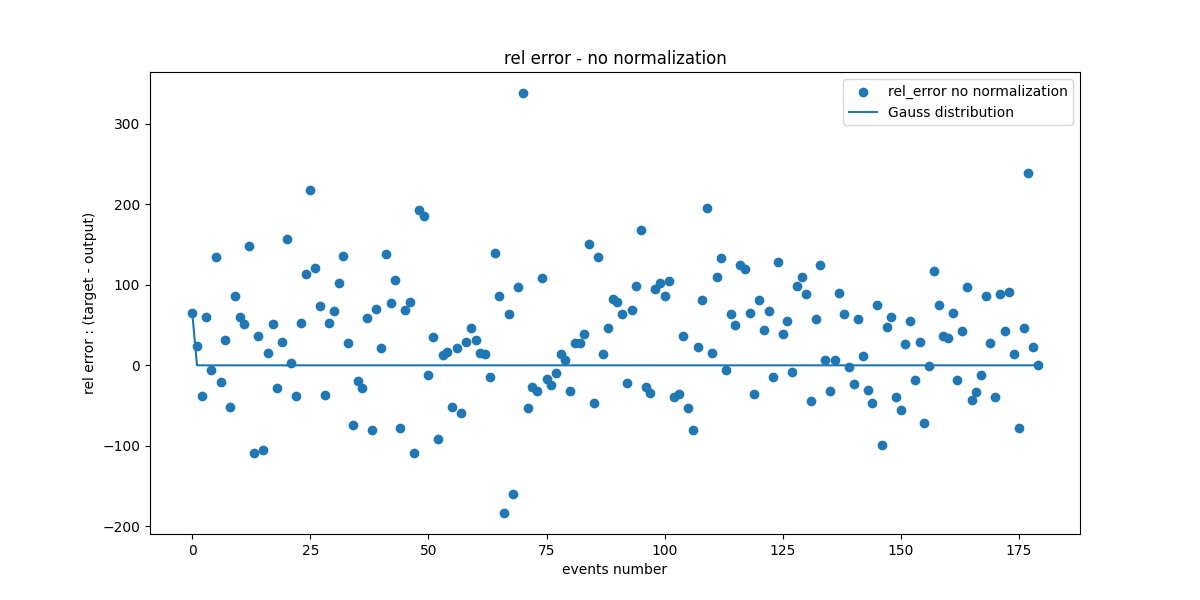 rel error - no normalization
rel_error no normalization
Gauss distribution
rel error : (target - output)
300
200
100
0
−100
−200
0 25 50 75 100 125 150 175
events number